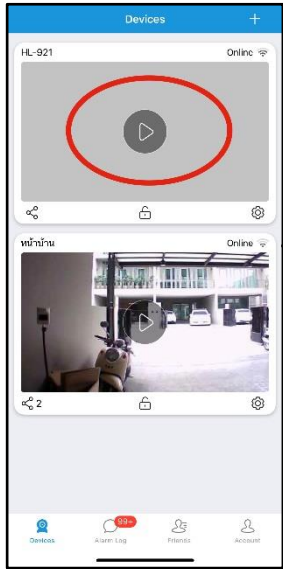 Devices
+
HL-921
Online
หน้าบ้าน
Online
2
99+
Devices
Alarm Log
Friends
Account